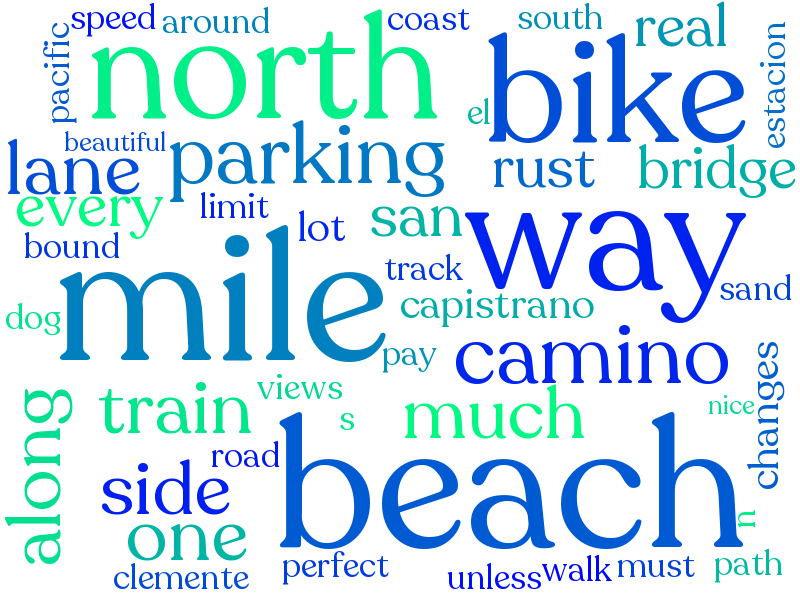 speed
around
coast
south
real
pacific
north
bike
estacion
el
beautiful
parking
lane
rust
bridge
every
limit
lot
san
way
bound
mile
track
sand
dog
capistrano
pay
camino
changes
along
train
views
s
much
nice
side
road
beach
one
n
clemente
perfect
unless
walk
must
path